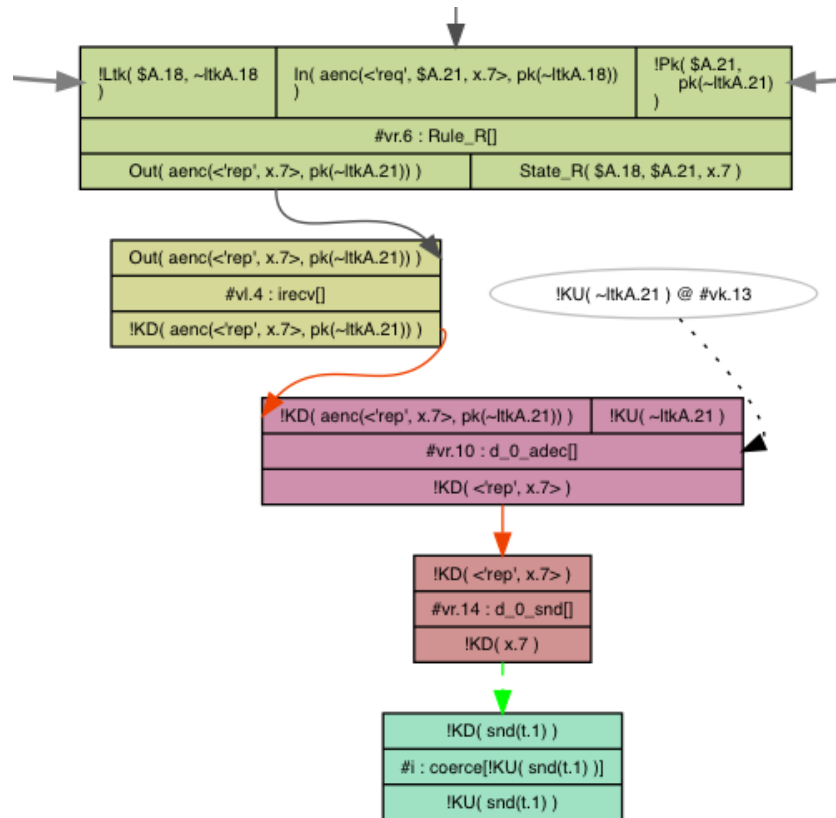 !Ltk( $A.18, ~ltkA.18
)
In( aenc(<'req', $A.21, x.7>, pk(~ltkA.18))
)
!Pk( $A.21,
pk(~ltkA.21)
)
#vr.6 : Rule_R[]
Out( aenc(<'rep', x.7>, pk(~ltkA.21)) )
State_R( $A.18, $A.21, x.7 )
Out( aenc(<'rep', x.7>, pk(~ltkA.21)) )
#vl.4 : irecv[]
!KD( aenc(<'rep', x.7>, pk(~ltkA.21)) )
!KU( ~ltkA.21 ) @ #vk.13
!KD( aenc(<'rep', x.7>, pk(~ltkA.21)) )
!KU( ~ltkA.21 )
#vr.10 : d_0_adec[]
!KD( <'rep', x.7> )
!KD( <'rep', x.7> )
#vr.14 : d_0_snd[]
!KD( x.7 )
!KD( snd(t.1) )
#i : coerce[!KU( snd(t.1) )]
!KU( snd(t.1) )